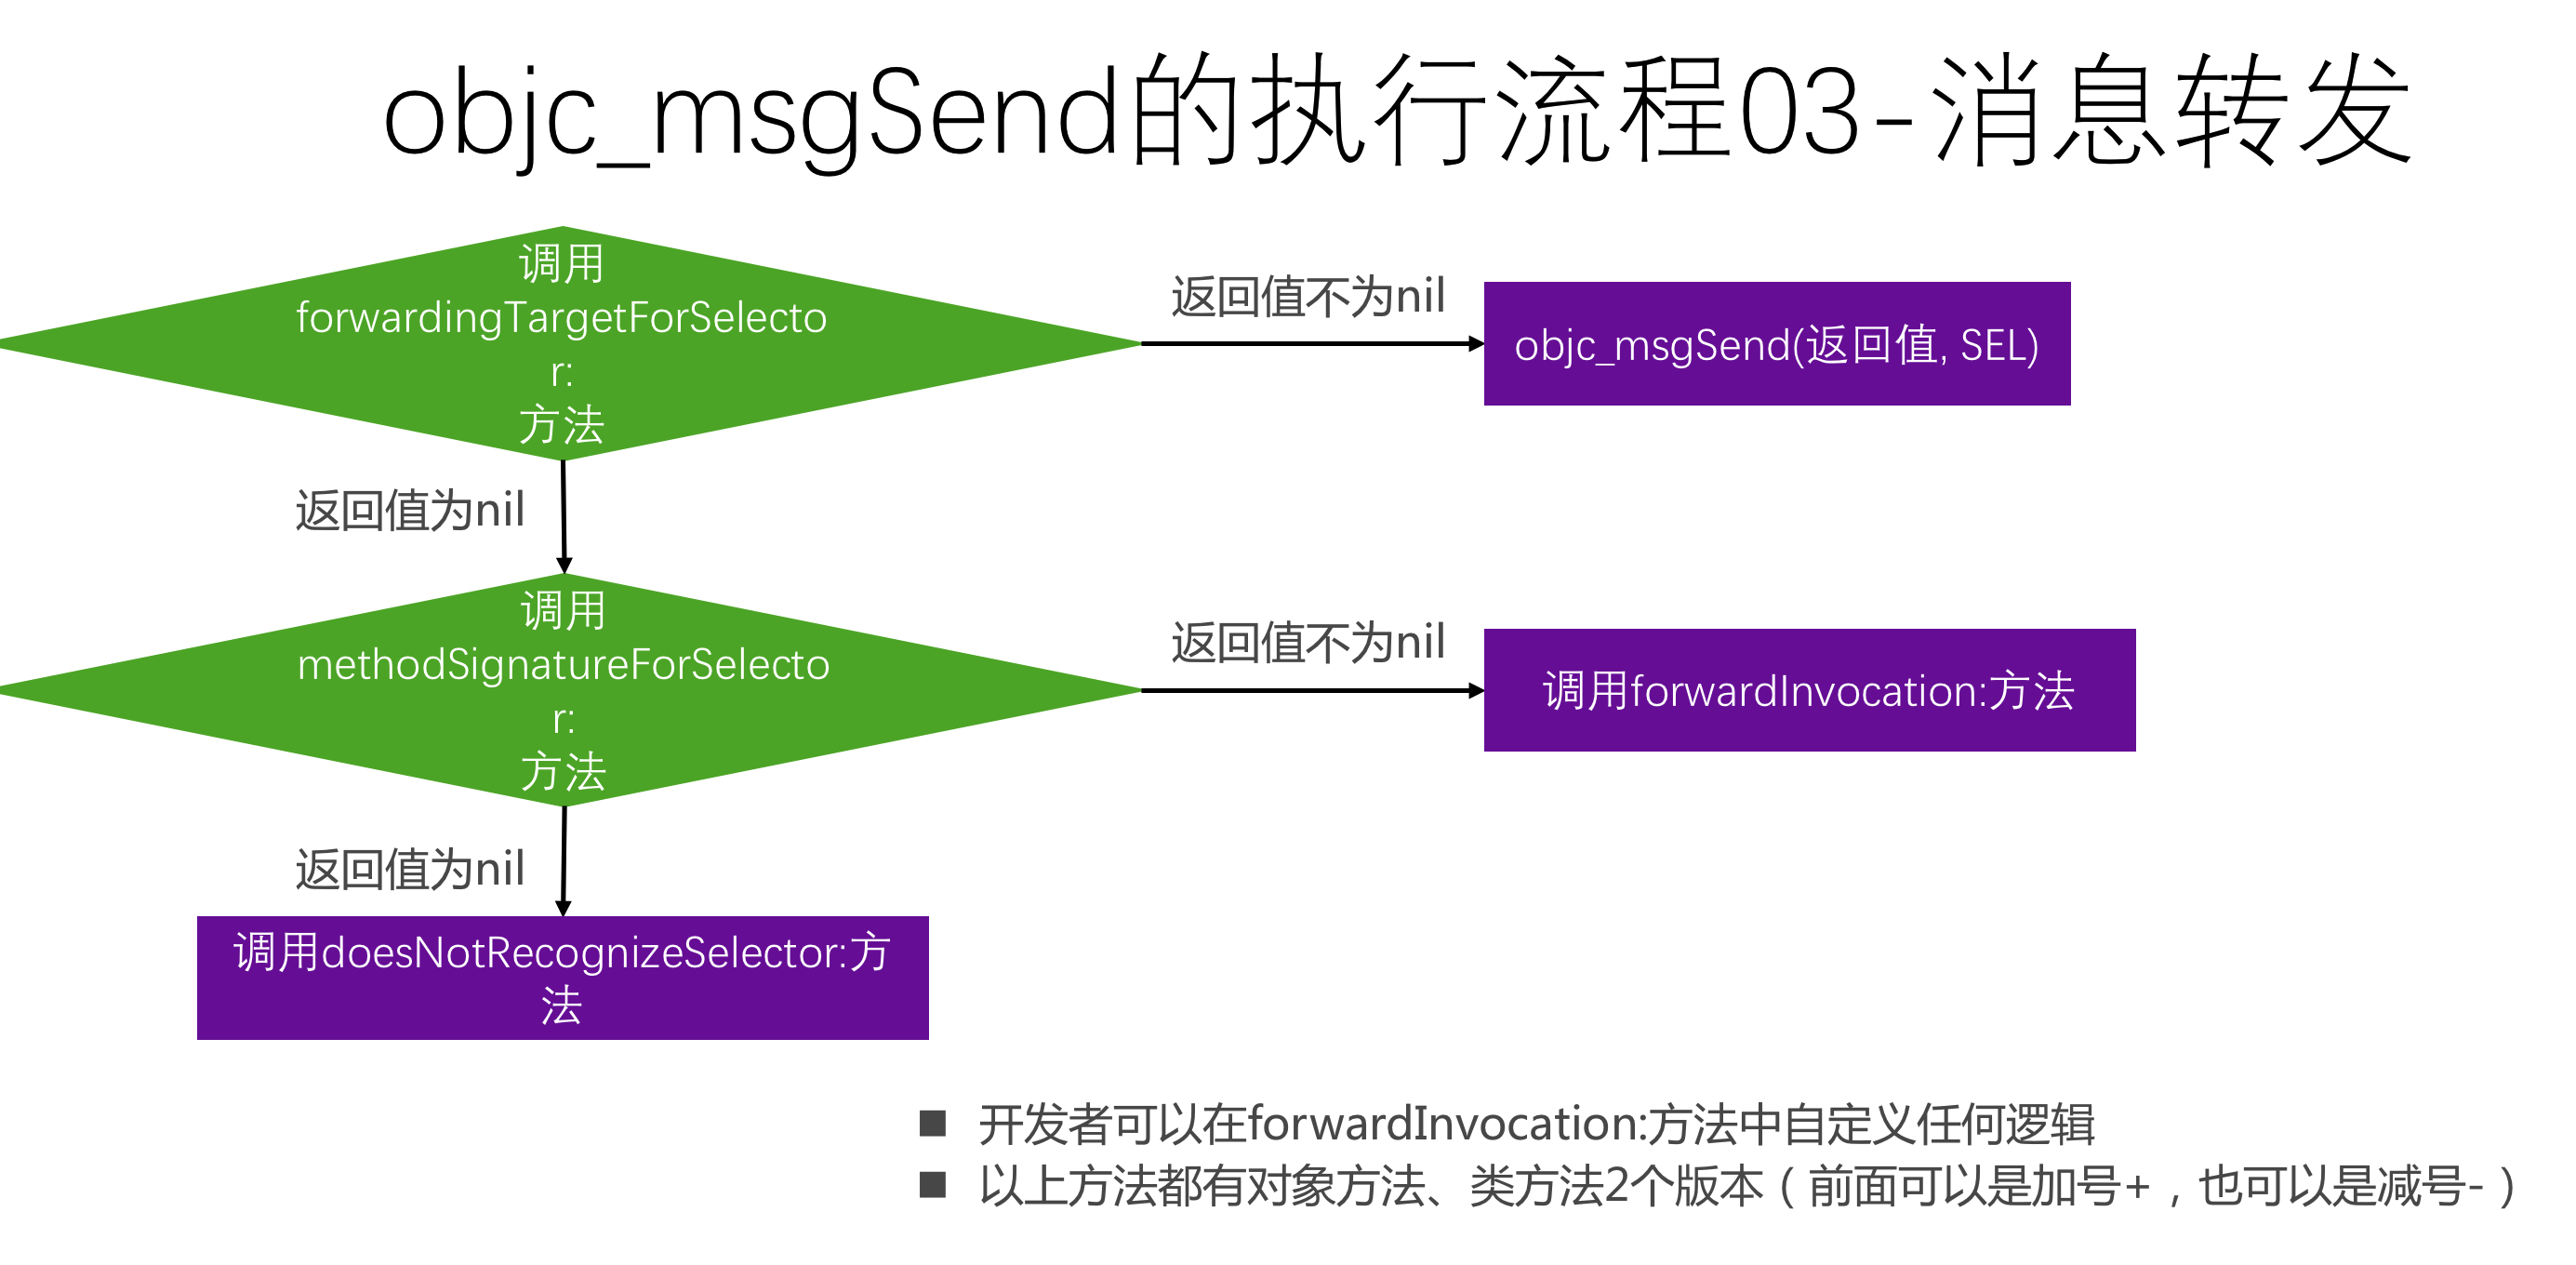 objc_msgSend的执行流程03-消息转发
调用
forwardingTargetForSelecto
r:
方法
返回值不为nil
objc_msgSend(返回值, SEL)
返回值为nil
调用
methodSignatureForSelecto
r:
方法
返回值不为nil
调用forwardInvocation:方法
返回值为nil
调用doesNotRecognizeSelector:方
法
■ 开发者可以在forwardInvocation:方法中自定义任何逻辑
■ 以上方法都有对象方法、类方法2个版本（前面可以是加号+，也可以是减号-）